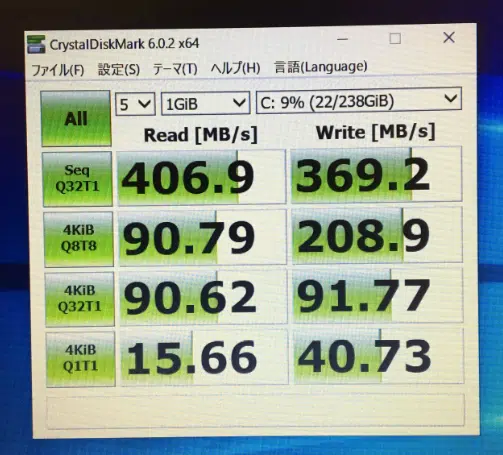 CrystalDiskMark 6.0.2 x64
ファイル(F) 設定(S) テーマ(T) ヘルプ(H) 言語(Language)
All 5 1GiB C: 9% (22/238GiB)
Read [MB/s] Write [MB/s]
Seq Q32T1 406.9 369.2
4KiB Q8T8 90.79 208.9
4KiB Q32T1 90.62 91.77
4KiB Q1T1 15.66 40.73